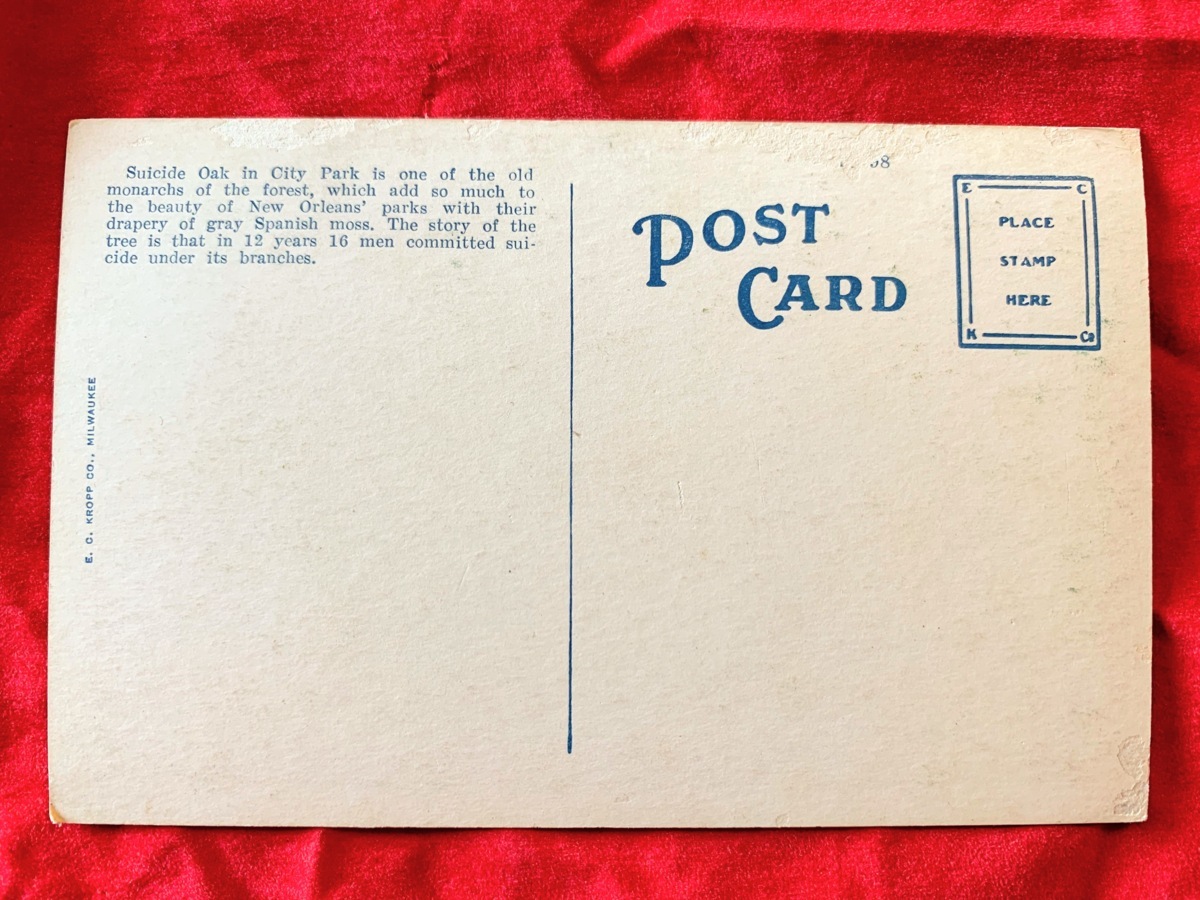 Suicide Oak in City Park is one of the old
monarchs of the forest, which add so much to
the beauty of New Orleans' parks with their
drapery of gray Spanish moss. The story of the
tree is that in 12 years 16 men committed sui-
cide under its branches.
E. C. KROPP CO., MILWAUKEE
POST
CARD
E C
PLACE
STAMP
HERE
K Co